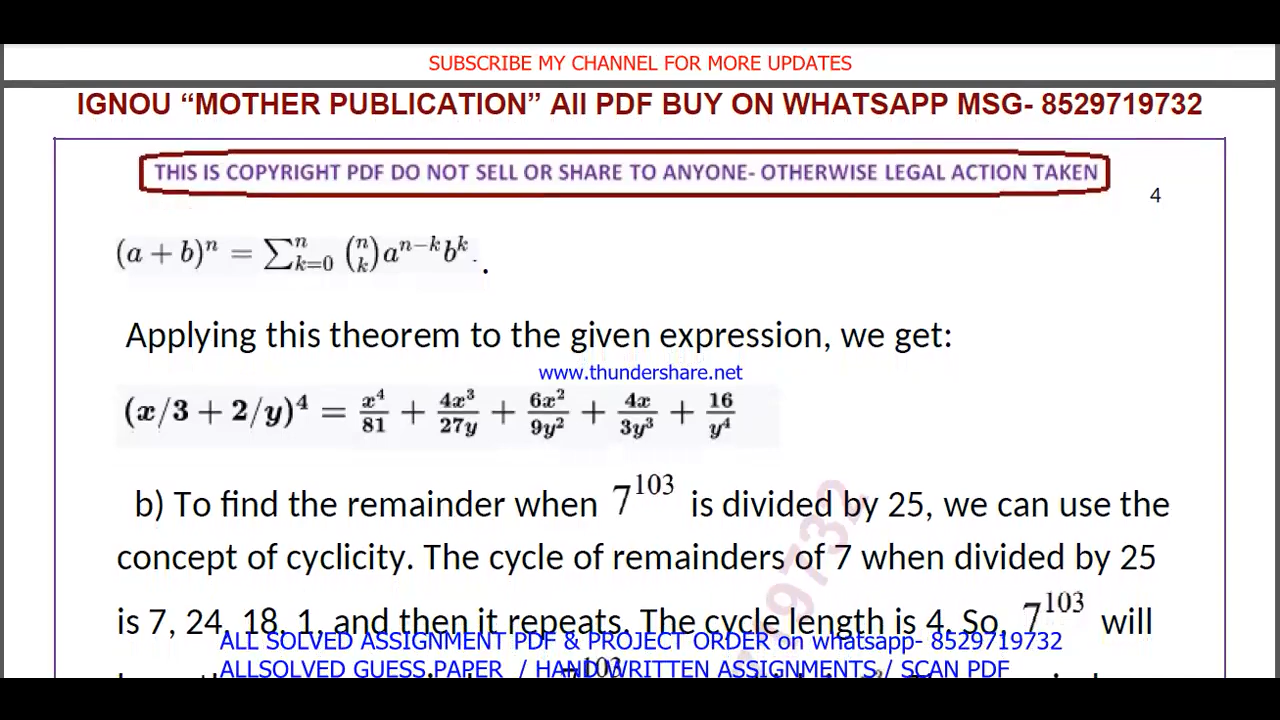 SUBSCRIBE MY CHANNEL FOR MORE UPDATES
IGNOU “MOTHER PUBLICATION” All PDF BUY ON WHATSAPP MSG- 8529719732
THIS IS COPYRIGHT PDF DO NOT SELL OR SHARE TO ANYONE- OTHERWISE LEGAL ACTION TAKEN
4
(a + b)^n = ∑_{k=0}^{n} \binom{n}{k} a^{n−k} b^k.
Applying this theorem to the given expression, we get:
www.thundershare.net
(x/3 + 2/y)^4 = \frac{x^4}{81} + \frac{4x^3}{27y} + \frac{6x^2}{9y^2} + \frac{4x}{3y^3} + \frac{16}{y^4}
b) To find the remainder when 7^{103} is divided by 25, we can use the
concept of cyclicity. The cycle of remainders of 7 when divided by 25
is 7, 24, 18, 1, and then it repeats. The cycle length is 4. So, 7^{103} will
ALL SOLVED ASSIGNMENT PDF & PROJECT ORDER on whatsapp- 8529719732
ALLSOLVED GUESS PAPER / HAND WRITTEN ASSIGNMENTS / SCAN PDF